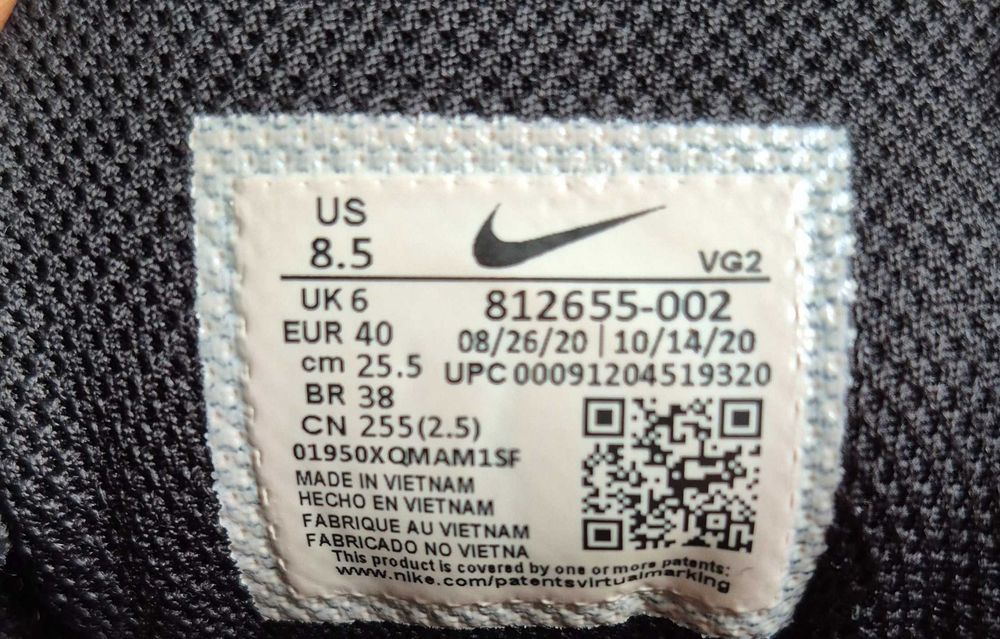 US
8.5
VG2
UK 6
EUR 40
cm 25.5
BR 38
CN 255(2.5)
812655-002
08/26/20 | 10/14/20
UPC 00091204519320
01950XQMAM1SF
MADE IN VIETNAM
HECHO EN VIETNAM
FABRIQUE AU VIETNAM
FABRICADO NO VIETNA
This product is covered by one or more patents:
www.nike.com/patentsvirtualmarking